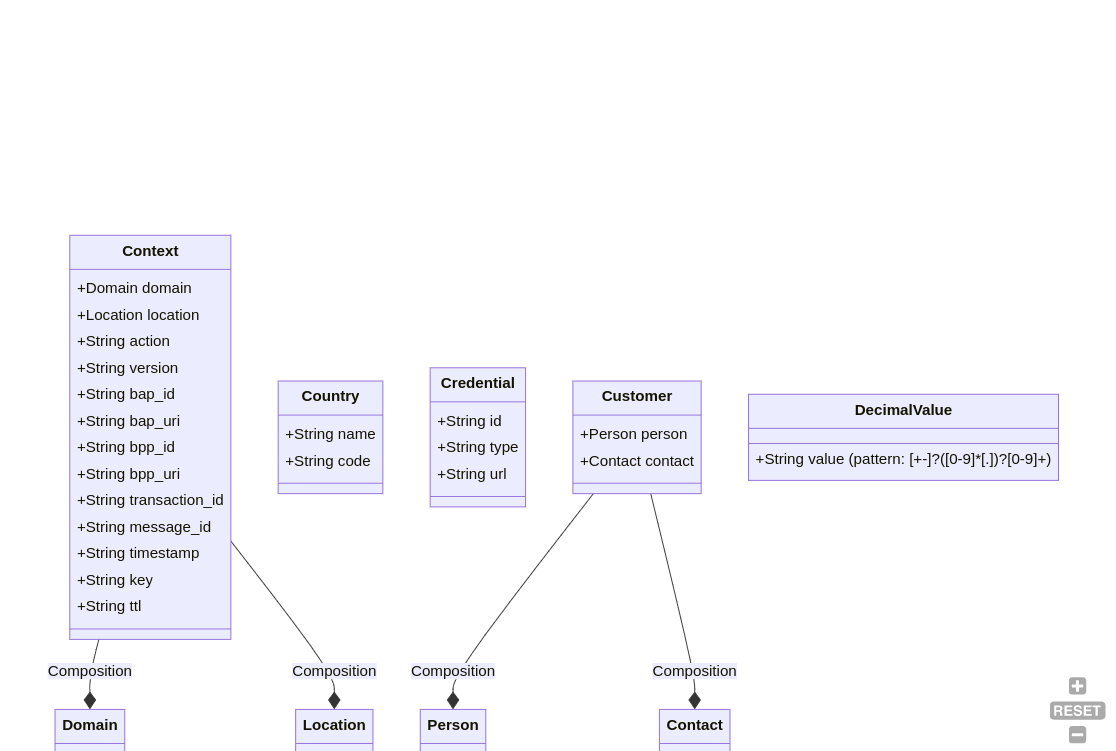 Context
+Domain domain
+Location location
+String action
+String version
+String bap_id
+String bap_uri
+String bpp_id
+String bpp_uri
+String transaction_id
+String message_id
+String timestamp
+String key
+String ttl
Country
+String name
+String code
Credential
+String id
+String type
+String url
Customer
+Person person
+Contact contact
DecimalValue
+String value (pattern: [+-]?([0-9]*[.])?[0-9]+)
Composition
Composition
Composition
Composition
Domain
Location
Person
Contact
RESET